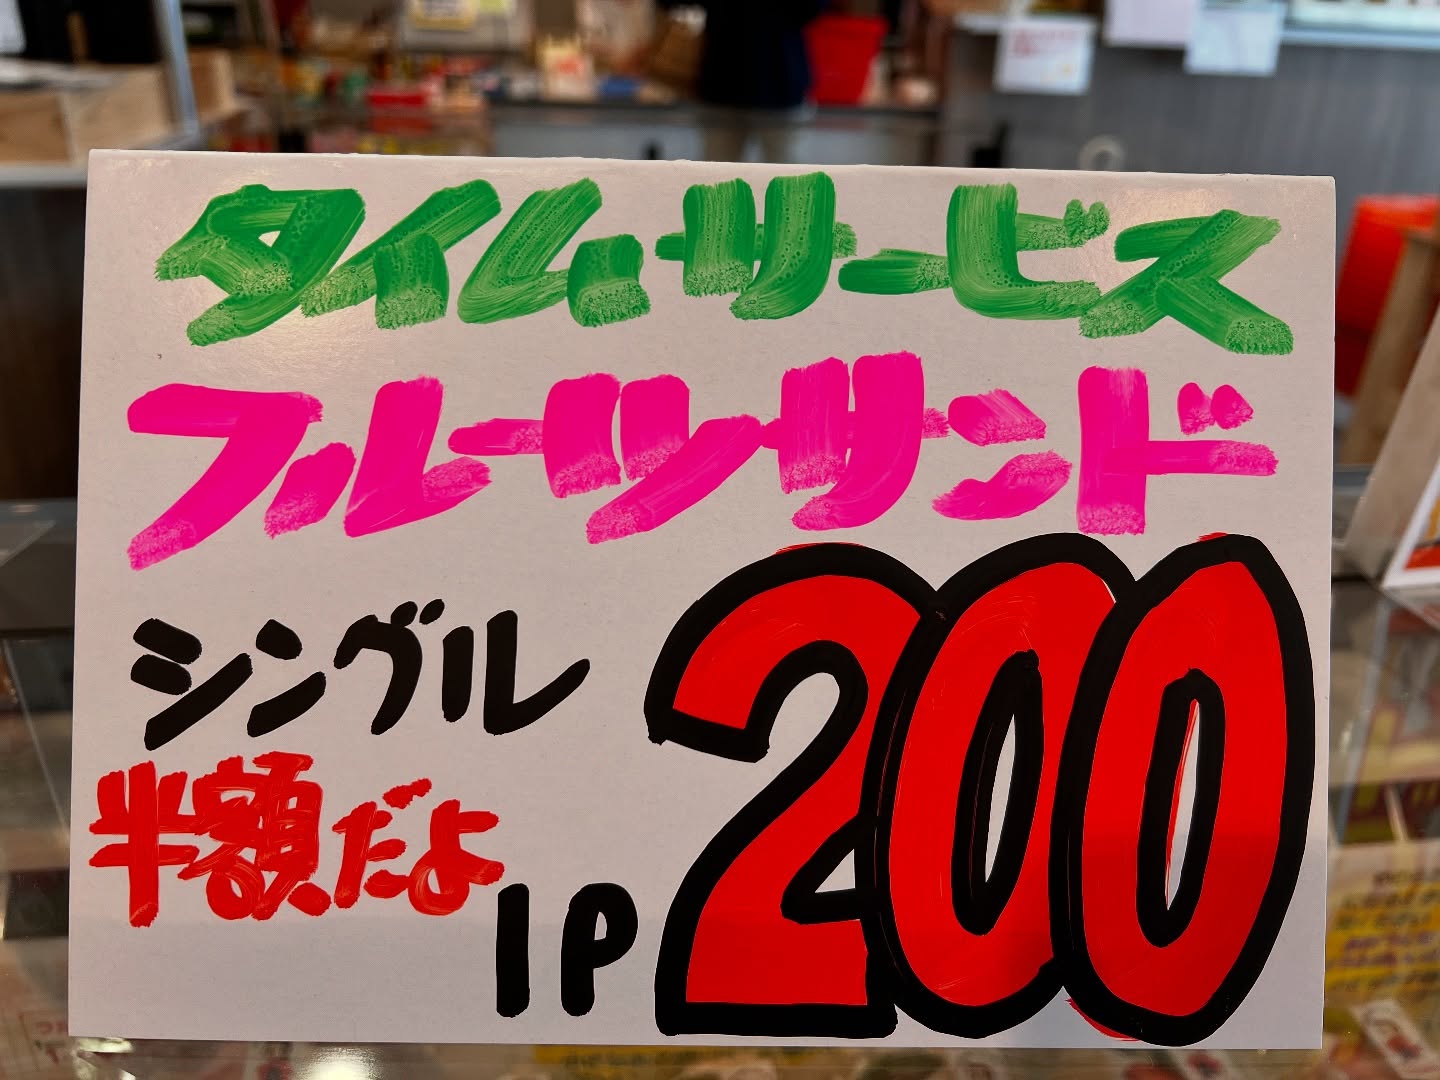 タイムサービス
フルーツサンド
シングル
半額だよ
1P 200